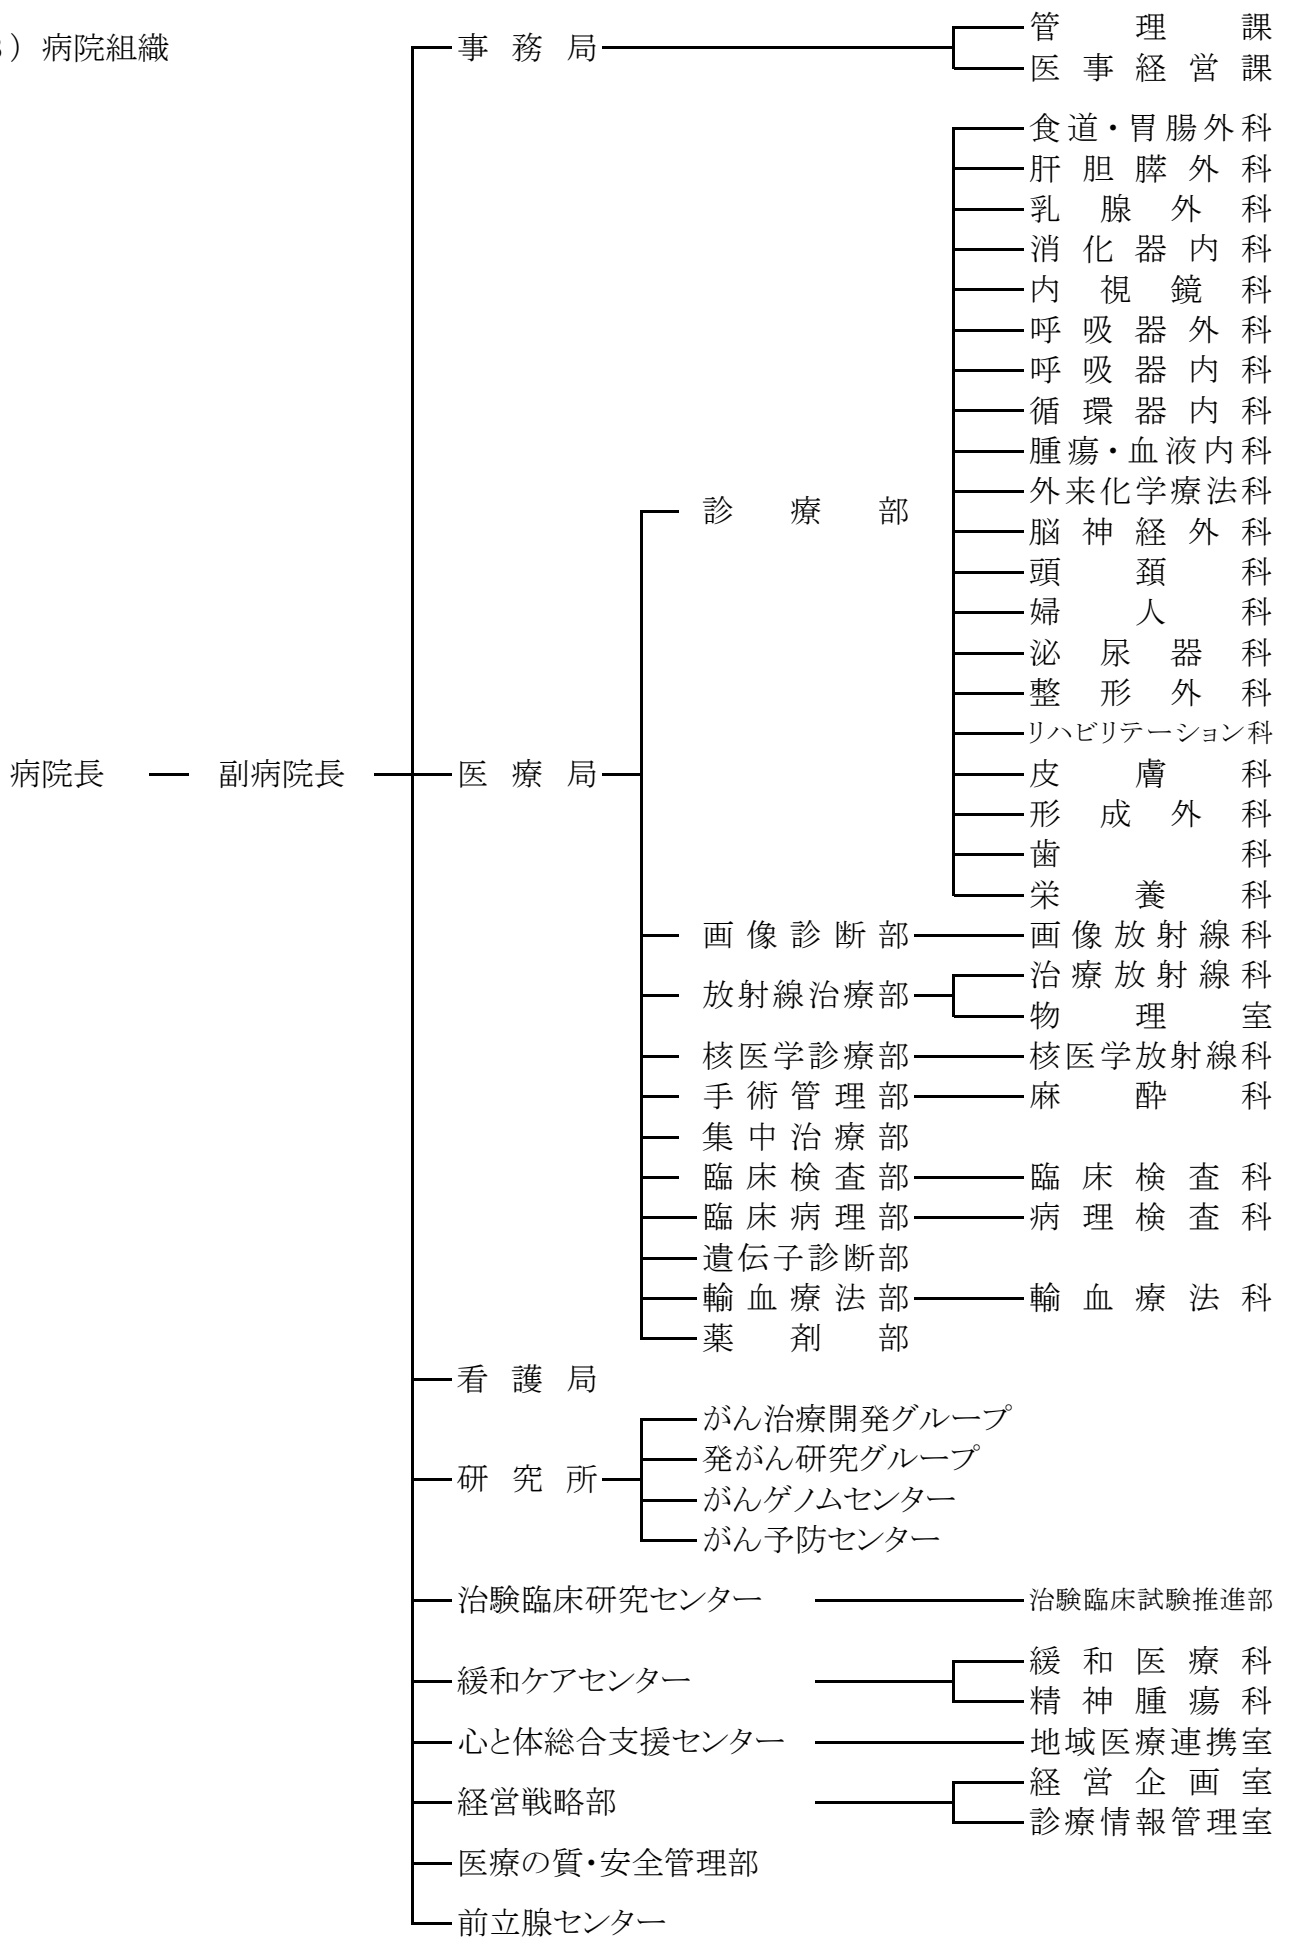 ) 病院組織
事務局
管理課
医事経営課
食道・胃腸外科
肝胆膵外科
乳腺外科
消化器内科
内視鏡科
呼吸器外科
呼吸器内科
循環器内科
腫瘍・血液内科
外来化学療法科
診療部
脳神経外科
頭頚科
婦人科
泌尿器科
整形外科
リハビリテーション科
病院長 副病院長 医療局 皮膚科
形成外科
歯科
栄養科
画像診断部 画像放射線科
放射線治療部 治療放射線科
物理室
核医学診療部 核医学放射線科
手術管理部 麻酔科
集中治療部
臨床検査部 臨床検査科
臨床病理部 病理検査科
遺伝子診断部
輸血療法部 輸血療法科
薬剤部
看護局
がん治療開発グループ
発がん研究グループ
研究所
がんゲノムセンター
がん予防センター
治験臨床研究センター 治験臨床試験推進部
緩和ケアセンター 緩和医療科
精神腫瘍科
心と体総合支援センター 地域医療連携室
経営戦略部 経営企画室
診療情報管理室
医療の質・安全管理部
前立腺センター